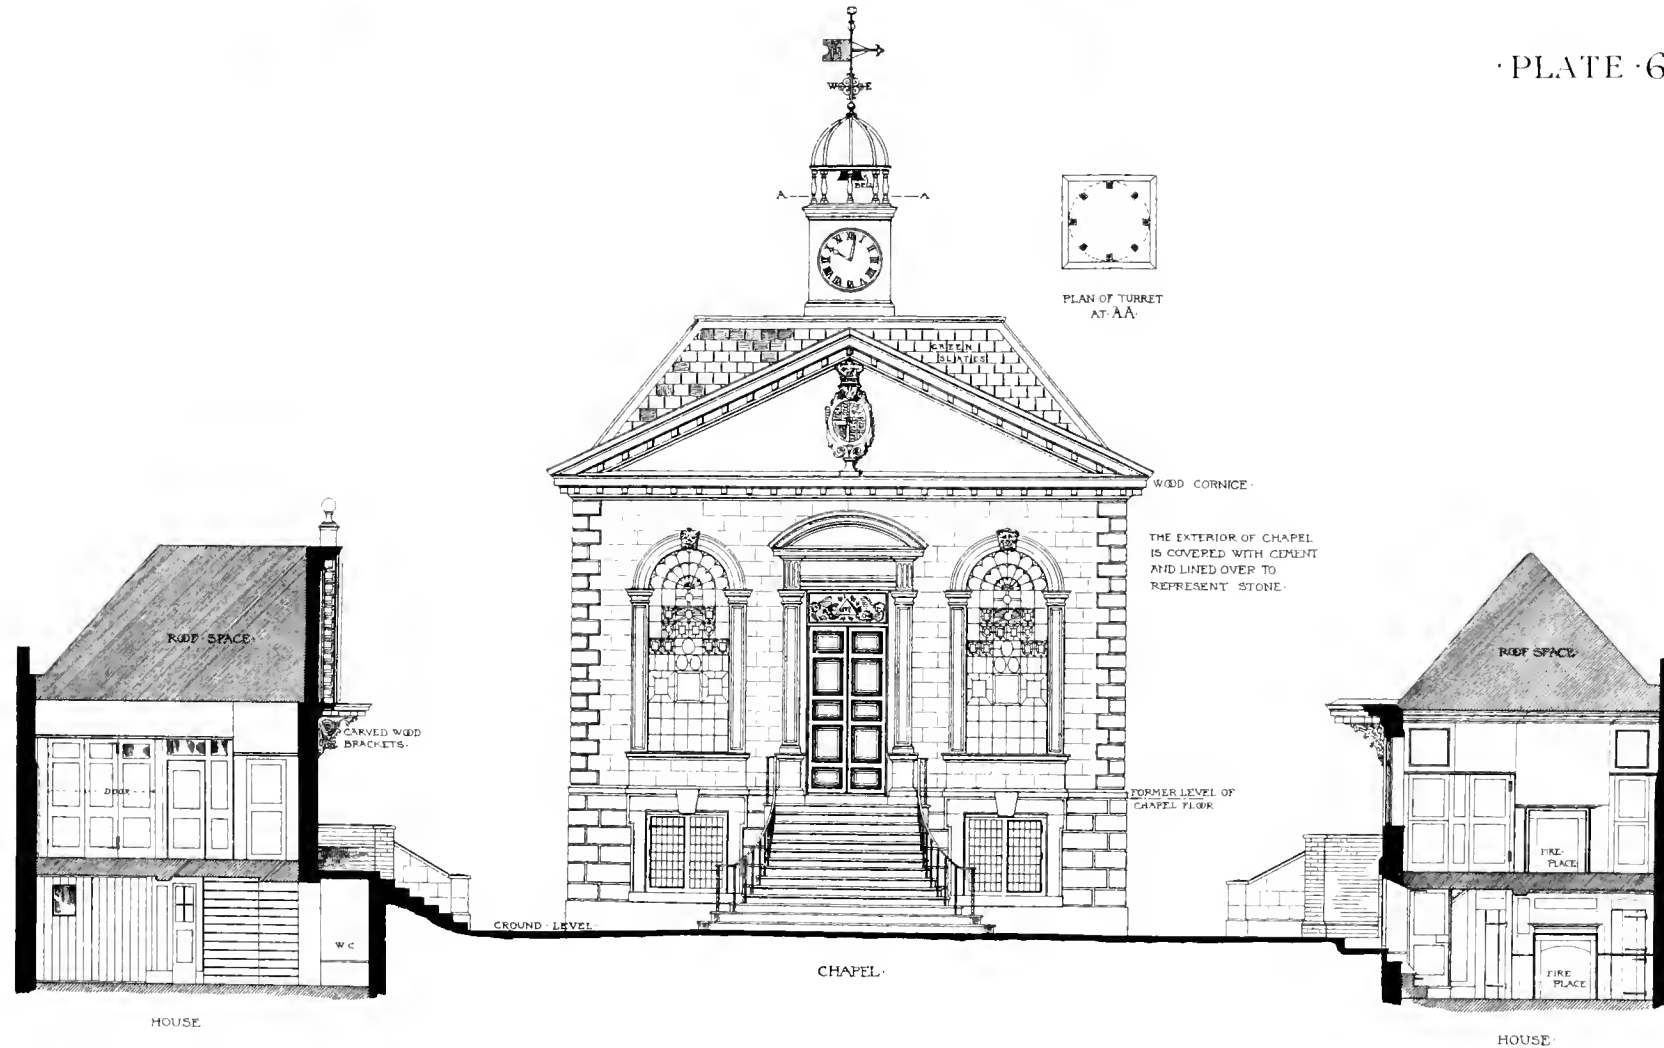 ·PLATE·6
W E
BELL
A A
PLAN·OF TURRET
AT·AA·
GREEN
SLATES
WOOD CORNICE·
THE EXTERIOR OF CHAPEL
IS COVERED WITH CEMENT
AND LINED OVER TO
REPRESENT STONE·
ROOF·SPACE·
ROOF SPACE·
CARVED WOOD
BRACKETS·
DOOR
FORMER LEVEL OF
CHAPEL FLOOR
FIRE·
PLACE
GROUND·LEVEL·
W C
FIRE
PLACE
CHAPEL·
HOUSE
HOUSE·